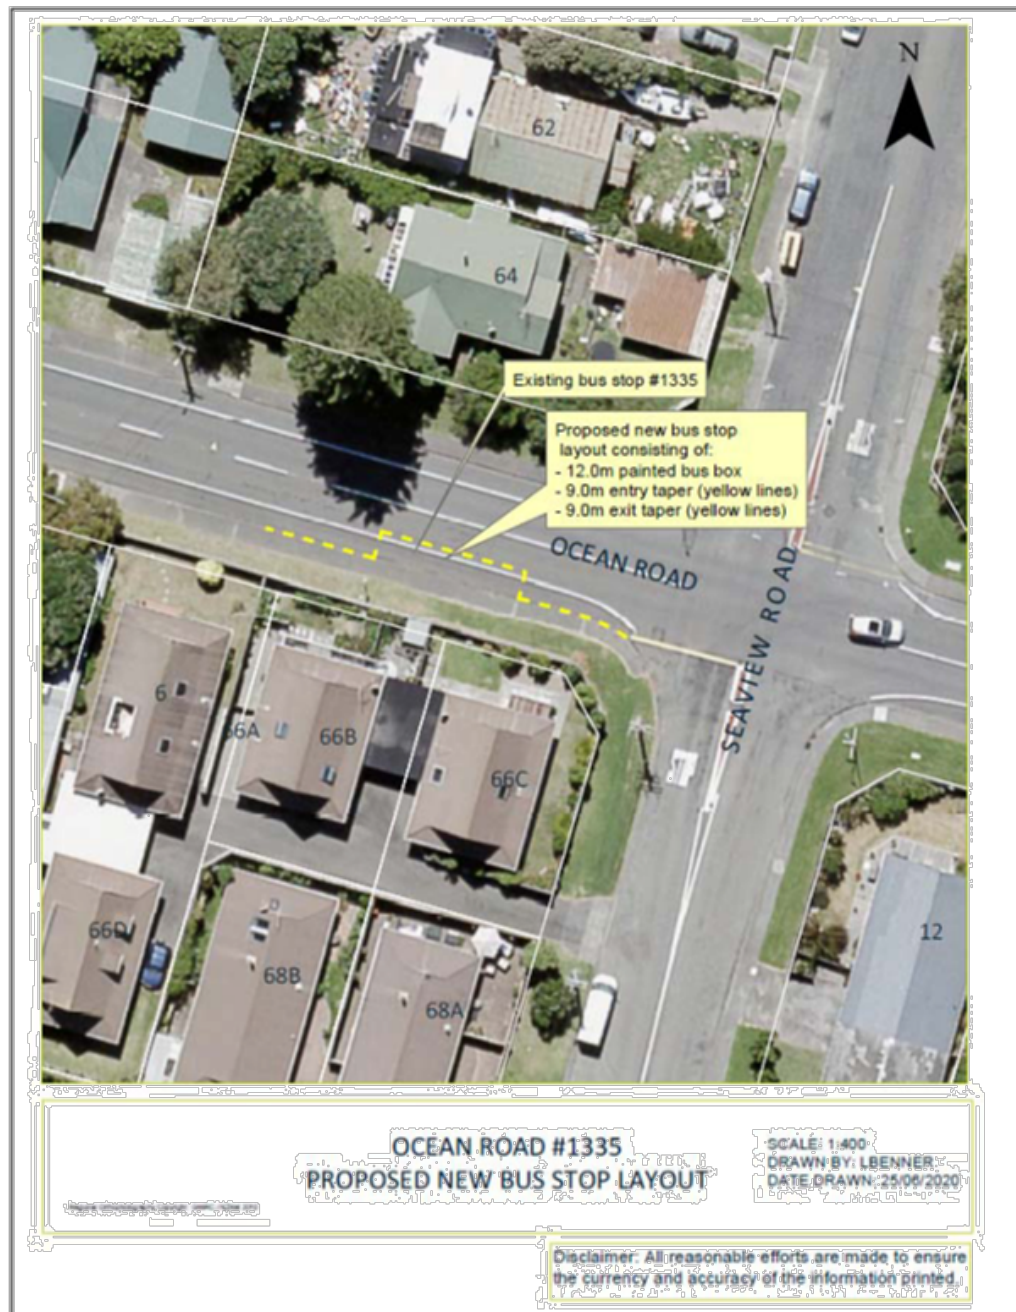 N
62
64
Existing bus stop #1335
Proposed new bus stop
layout consisting of:
- 12.0m painted bus box
- 9.0m entry taper (yellow lines)
- 9.0m exit taper (yellow lines)
OCEAN ROAD
SEAVIEW ROAD
6
66A
66B
66C
66D
68B
68A
12
OCEAN ROAD #1335
PROPOSED NEW BUS STOP LAYOUT
SCALE: 1:400
DRAWN BY: LBENNER
DATE DRAWN: 25/06/2020
Disclaimer: All reasonable efforts are made to ensure
the currency and accuracy of the information printed.